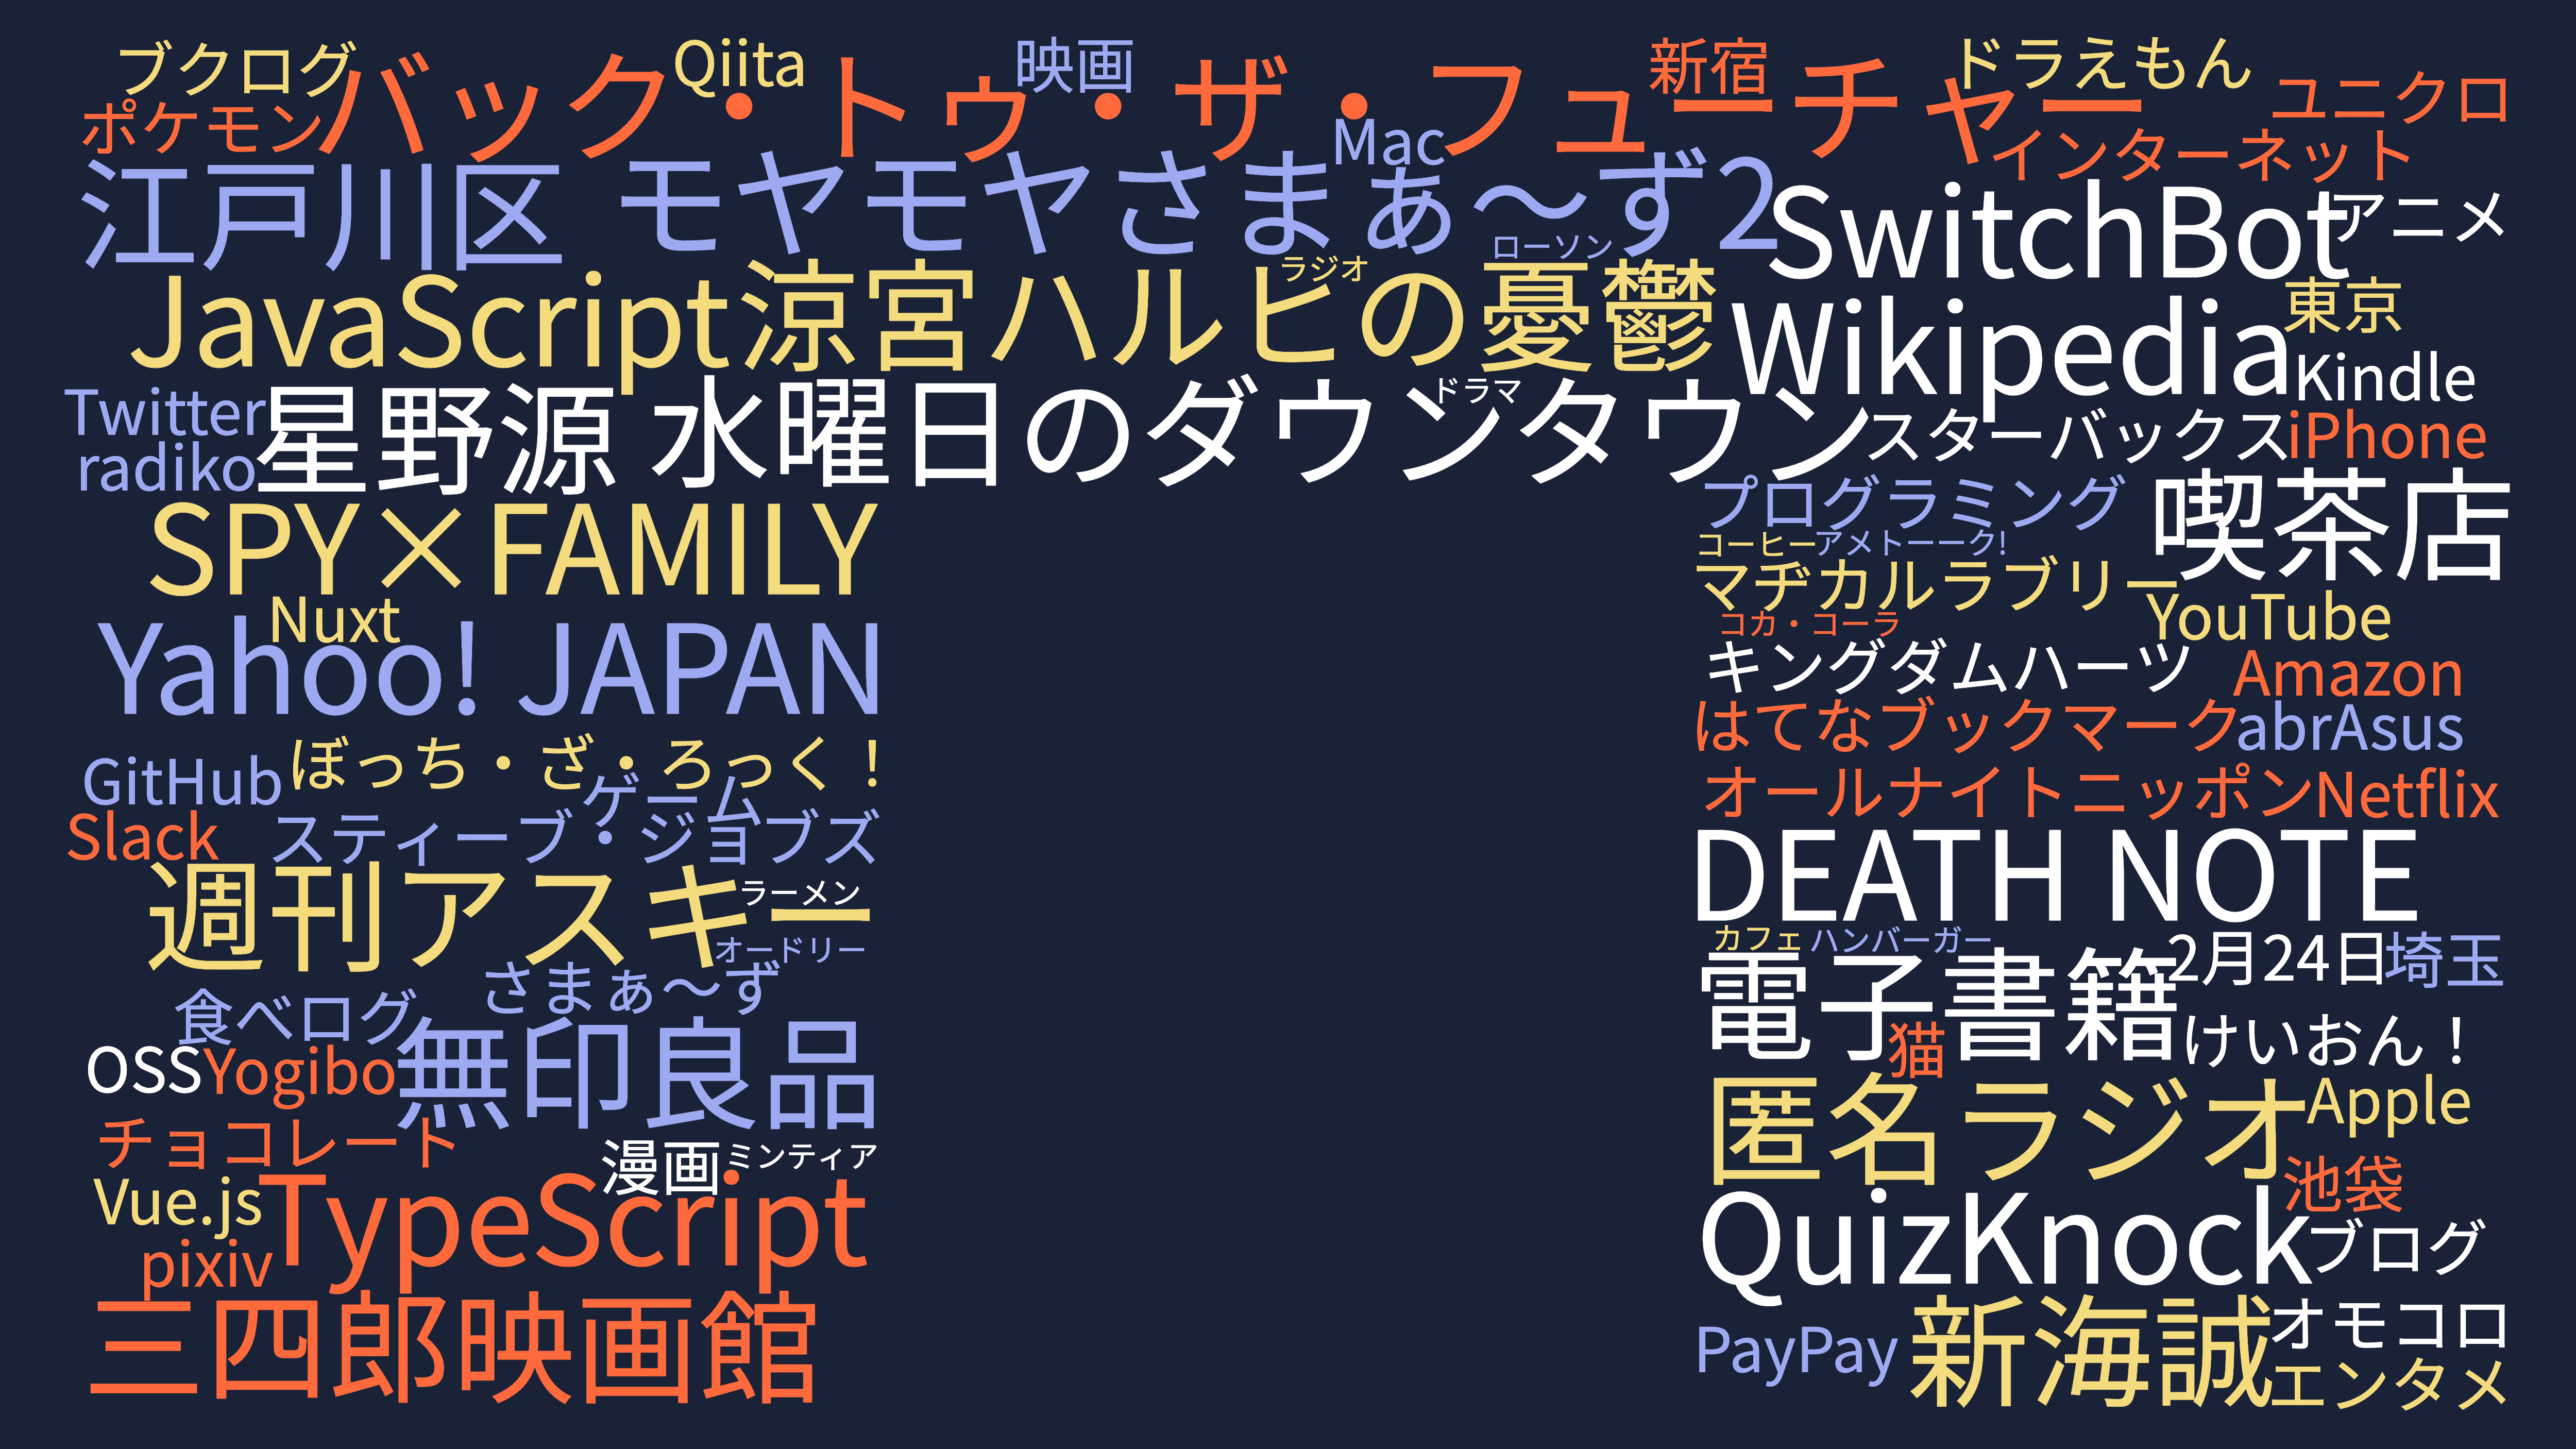 ブクログ
Qiita
映画
新宿
ドラえもん
ユニクロ
ポケモン
バック・トゥ・ザ・フューチャー
Mac
インターネット
江戸川区
モヤモヤさまぁ〜ず2
SwitchBot
アニメ
ローソン
ラジオ
JavaScript
涼宮ハルヒの憂鬱
Wikipedia
東京
Kindle
Twitter
radiko
星野源
水曜日のダウンタウン
ドラマ
スターバックス
iPhone
SPY×FAMILY
プログラミング
喫茶店
コーヒー
アメトーーク!
マヂカルラブリー
Nuxt
YouTube
Yahoo! JAPAN
コカ・コーラ
キングダムハーツ
Amazon
はてなブックマーク
abrAsus
GitHub
ぼっち・ざ・ろっく！
ゲーム
オールナイトニッポン
Netflix
Slack
スティーブ・ジョブズ
DEATH NOTE
週刊アスキー
ラーメン
オードリー
カフェ
ハンバーガー
2月24日
埼玉
さまぁ〜ず
電子書籍
食べログ
猫
けいおん！
OSS
Yogibo
無印良品
匿名ラジオ
Apple
チョコレート
漫画
ミンティア
池袋
Vue.js
TypeScript
QuizKnock
ブログ
pixiv
三四郎映画館
PayPay
新海誠
オモコロ
エンタメ